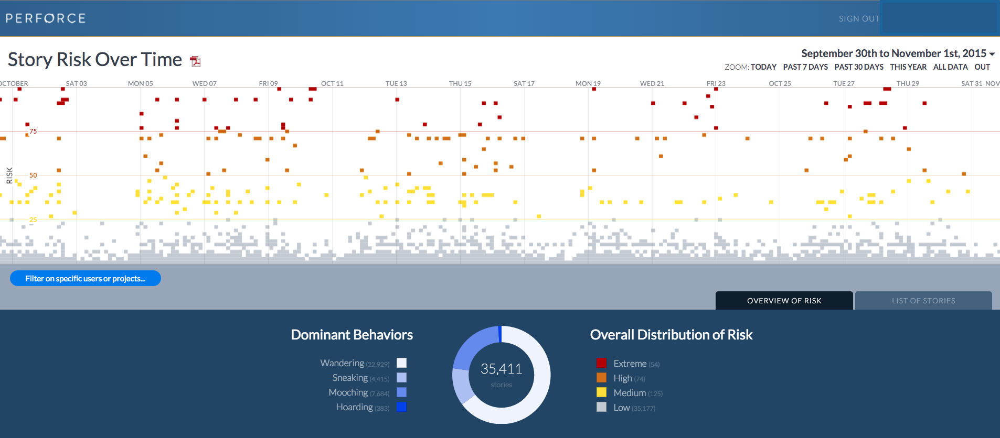 PERFORCE
SIGN OUT
Story Risk Over Time
September 30th to November 1st, 2015
ZOOM: TODAY PAST 7 DAYS PAST 30 DAYS THIS YEAR ALL DATA OUT
OCTOBER SAT 03 MON 05 WED 07 FRI 09 OCT 11 TUE 13 THU 15 SAT 17 MON 19 WED 21 FRI 23 OCT 25 TUE 27 THU 29 SAT 31 NOV
75
50
25
RISK
Filter on specific users or projects...
OVERVIEW OF RISK LIST OF STORIES
Dominant Behaviors
Wandering (22,929)
Sneaking (4,415)
Mooching (7,684)
Hoarding (383)
35,411
stories
Overall Distribution of Risk
Extreme (54)
High (74)
Medium (125)
Low (35,177)